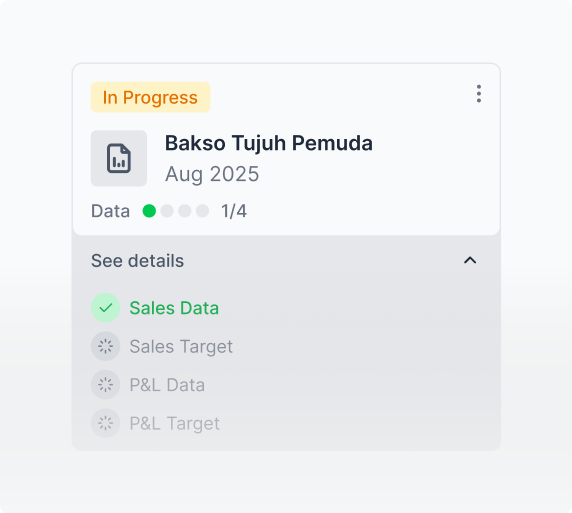 In Progress
Bakso Tujuh Pemuda
Aug 2025
Data 1/4
See details
Sales Data
Sales Target
P&L Data
P&L Target